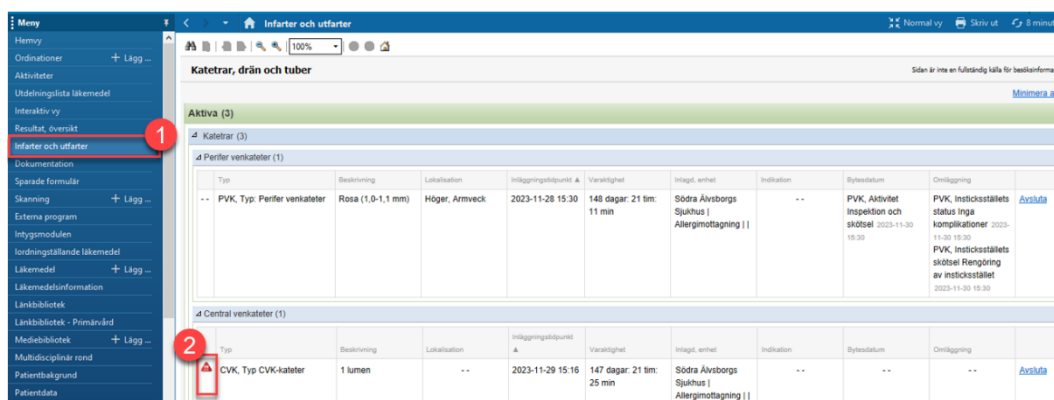 Meny
Infarter och utfarter
Normal vy
Skriv ut
8 minut
Hemvy
Ordinationer + Lägg ...
Aktiviteter
Utdelningslista läkemedel
Interaktiv vy
Resultat, översikt
1
Infarter och utfarter
Dokumentation
Sparade formulär
Skanning + Lägg ...
Externa program
Intygsmodulen
Iordningställande läkemedel
Läkemedel + Lägg ...
Läkemedelsinformation
Länkbibliotek
Länkbibliotek - Primärvård
Mediebibliotek + Lägg ...
Multidisciplinär rond
Patientbakgrund
Patientdata
100%
Katetrar, drän och tuber
Sidan är inte en fullständig källa för besöksinforma
Minimera a
Aktiva (3)
Katetrar (3)
Perifer venkateter (1)
Typ Beskrivning Lokalisation Inläggningstidpunkt Varaktighet Inlagd, enhet Indikation Bytesdatum Omläggning
-- PVK, Typ: Perifer venkateter Rosa (1,0-1,1 mm) Höger, Armveck 2023-11-28 15:30 148 dagar: 21 tim: Södra Älvsborgs -- PVK, Aktivitet PVK, Insticksställets Avsluta
11 min Sjukhus | Inspektion och status Inga
Allergimottagning | | skötsel 2023-11-30 komplikationer 2023-
15:30 11-30 15:30
PVK, Insticksställets
skötsel Rengöring
av insticksstället
2023-11-30 15:30
Central venkateter (1)
2
Typ Beskrivning Lokalisation Inläggningstidpunkt Varaktighet Inlagd, enhet Indikation Bytesdatum Omläggning
CVK, Typ CVK-kateter 1 lumen -- 2023-11-29 15:16 147 dagar: 21 tim: Södra Älvsborgs -- -- -- Avsluta
25 min Sjukhus |
Allergimottagning | |